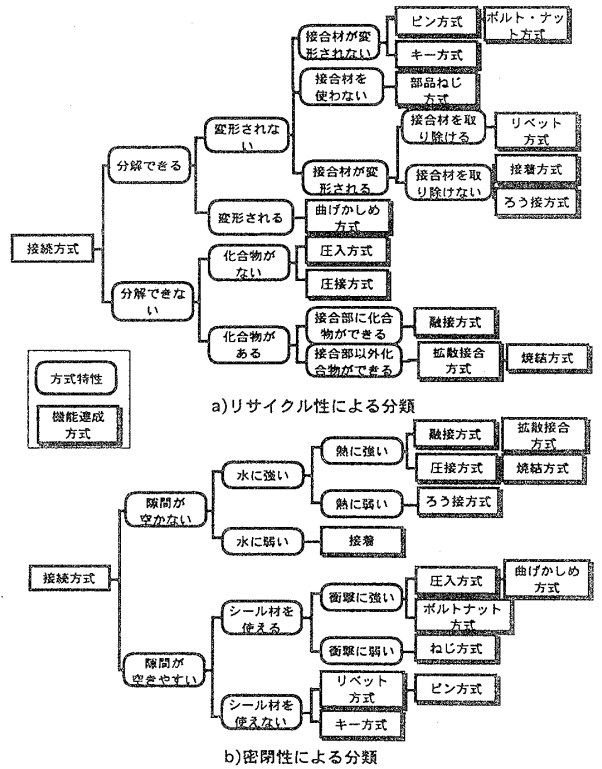 接合材が変
形されない
ピン方式
ボルト・ナッ
ト方式
キー方式
接合材を
使わない
部品ねじ
方式
変形されな
い
接合材を取
り除ける
リベット
方式
分解できる
接合材が変
形される
接合材を取
り除けない
接着方式
ろう接方式
変形される
曲げかしめ
方式
接続方式
化合物が
ない
圧入方式
圧接方式
分解できな
い
化合物が
ある
接合部に化合
物ができる
融接方式
接合部以外化
合物ができる
拡散接合
方式
焼結方式
方式特性
機能達成
方式
a)リサイクル性による分類
熱に強い
融接方式
拡散接合
方式
水に強い
圧接方式
焼結方式
隙間が
空かない
熱に弱い
ろう接方式
水に弱い
接着
接続方式
衝撃に強い
圧入方式
曲げかしめ
方式
シール材を
使える
ボルトナット
方式
衝撃に弱い
ねじ方式
隙間が
空きやすい
リベット
方式
ピン方式
シール材を
使えない
キー方式
b)密閉性による分類